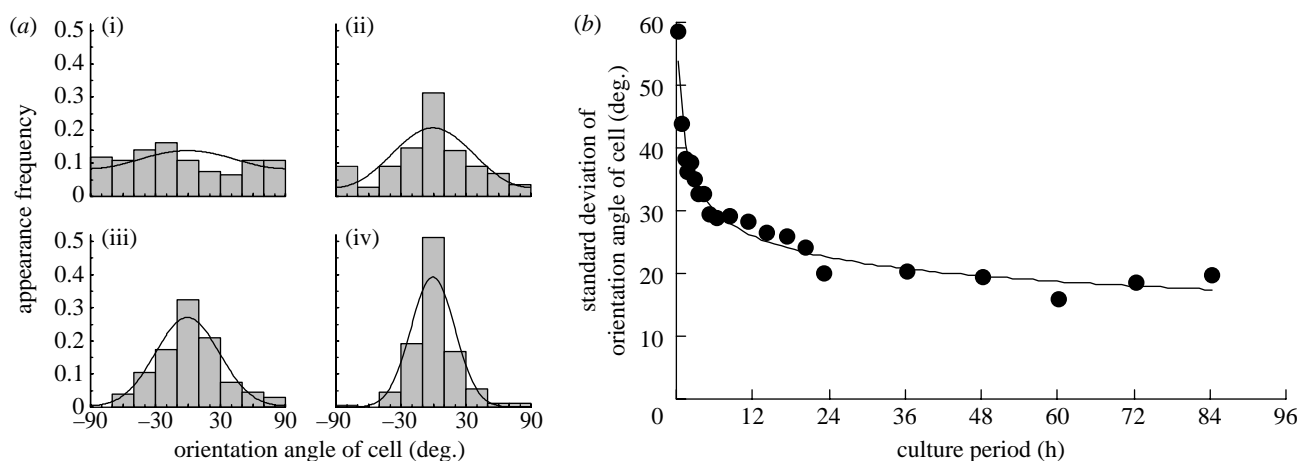 (a)
(i)
(ii)
0.5
0.4
0.3
0.2
0.1
0
(iii)
(iv)
0.5
0.4
0.3
0.2
0.1
0
appearance frequency
–90 –30 30 90
–90 –30 30 90
orientation angle of cell (deg.)
(b)
standard deviation of
orientation angle of cell (deg.)
60
50
40
30
20
10
0
12 24 36 48 60 72 84 96
culture period (h)